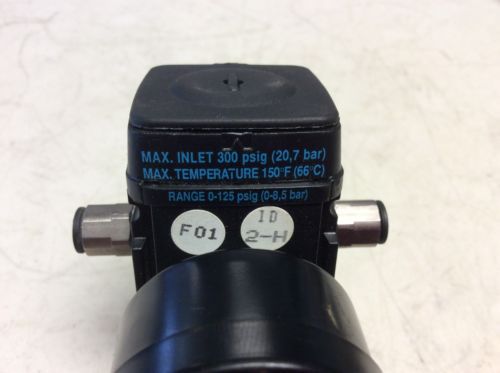 MAX. INLET 300 psig (20,7 bar)
MAX. TEMPERATURE 150°F (66°C)
RANGE 0-125 psig (0-8,5 bar)
F01
ID
2-H